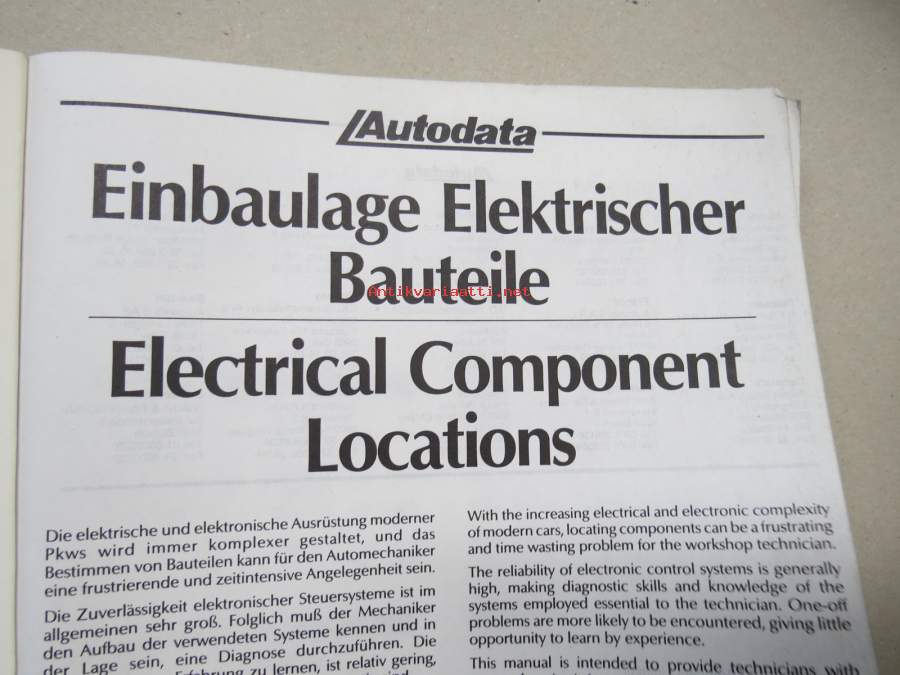 Autodata
Einbaulage Elektrischer
Bauteile
Antikvariaatti.net
Electrical Component
Locations
Die elektrische und elektronische Ausrüstung moderner
Pkws wird immer komplexer gestaltet, und das
Bestimmen von Bauteilen kann für den Automechaniker
eine frustrierende und zeitintensive Angelegenheit sein.
Die Zuverlässigkeit elektronischer Steuersysteme ist im
allgemeinen sehr groß. Folglich muß der Mechaniker
den Aufbau der verwendeten Systeme kennen und in
der Lage sein, eine Diagnose durchzuführen. Die
Erfahrung zu lernen, ist relativ gering,
With the increasing electrical and electronic complexity
of modern cars, locating components can be a frustrating
and time wasting problem for the workshop technician.
The reliability of electronic control systems is generally
high, making diagnostic skills and knowledge of the
systems employed essential to the technician. One-off
problems are more likely to be encountered, giving little
opportunity to learn by experience.
This manual is intended to provide technicians with